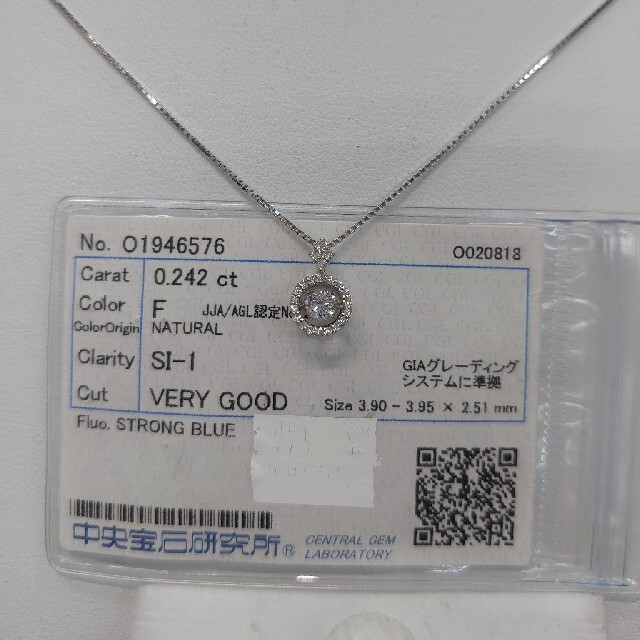 No. O1946576 O020818
Carat 0.242 ct
Color F JJA/AGL認定No
ColorOrigin NATURAL
Clarity SI-1 GIAグレーディング
システムに準拠
Cut VERY GOOD Size 3.90 - 3.95 × 2.51 mm
Fluo. STRONG BLUE
中央宝石研究所® CENTRAL GEM
LABORATORY